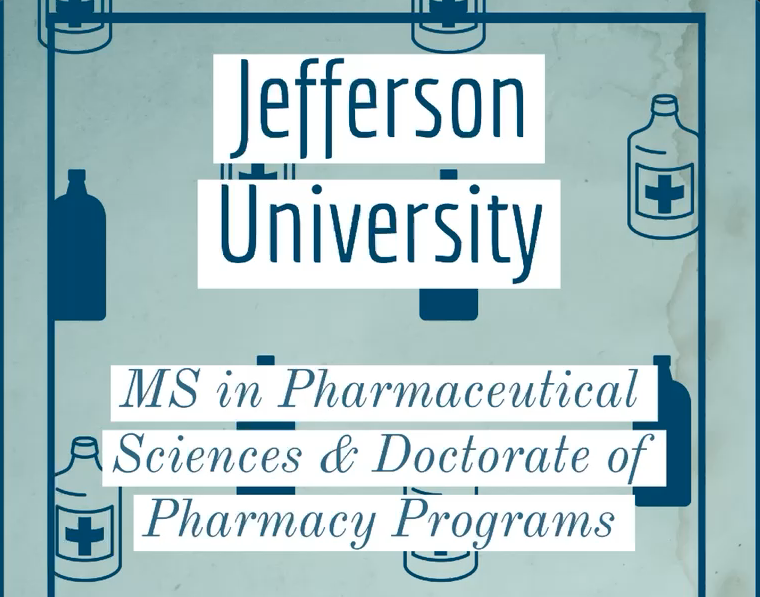 Jefferson
University
MS in Pharmaceutical
Sciences & Doctorate of
Pharmacy Programs